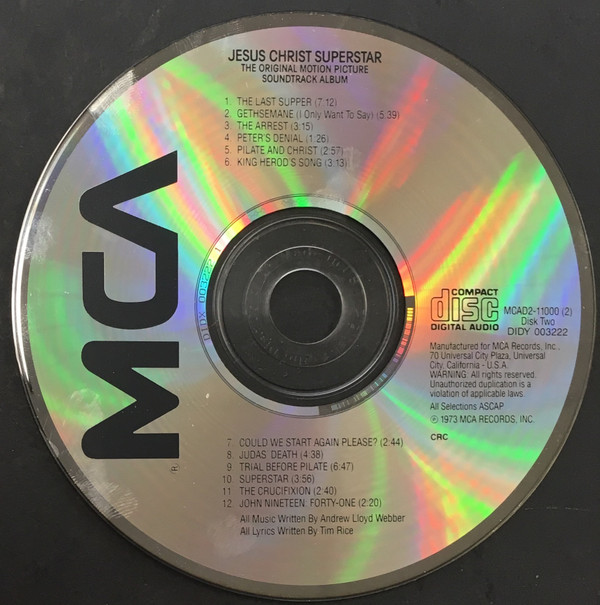 JESUS CHRIST SUPERSTAR
THE ORIGINAL MOTION PICTURE
SOUNDTRACK ALBUM
1. THE LAST SUPPER (7:12)
2. GETHSEMANE (I Only Want To Say) (5:39)
3. THE ARREST (3:15)
4. PETER'S DENIAL (1:26)
5. PILATE AND CHRIST (2:57)
6. KING HEROD'S SONG (3:13)
MCA
R
COMPACT
disc
DIGITAL AUDIO
MCAD2-11000 (2)
Disk Two
DIDY 003222
Manufactured for MCA Records, Inc.,
70 Universal City Plaza, Universal
City, California - U.S.A.
WARNING: All rights reserved.
Unauthorized duplication is a
violation of applicable laws.
All Selections ASCAP
℗ 1973 MCA RECORDS, INC.
CRC
7. COULD WE START AGAIN PLEASE? (2:44)
8. JUDAS' DEATH (4:38)
9. TRIAL BEFORE PILATE (6:47)
10. SUPERSTAR (3:56)
11. THE CRUCIFIXION (2:40)
12. JOHN NINETEEN: FORTY-ONE (2:20)
All Music Written By Andrew Lloyd Webber
All Lyrics Written By Tim Rice